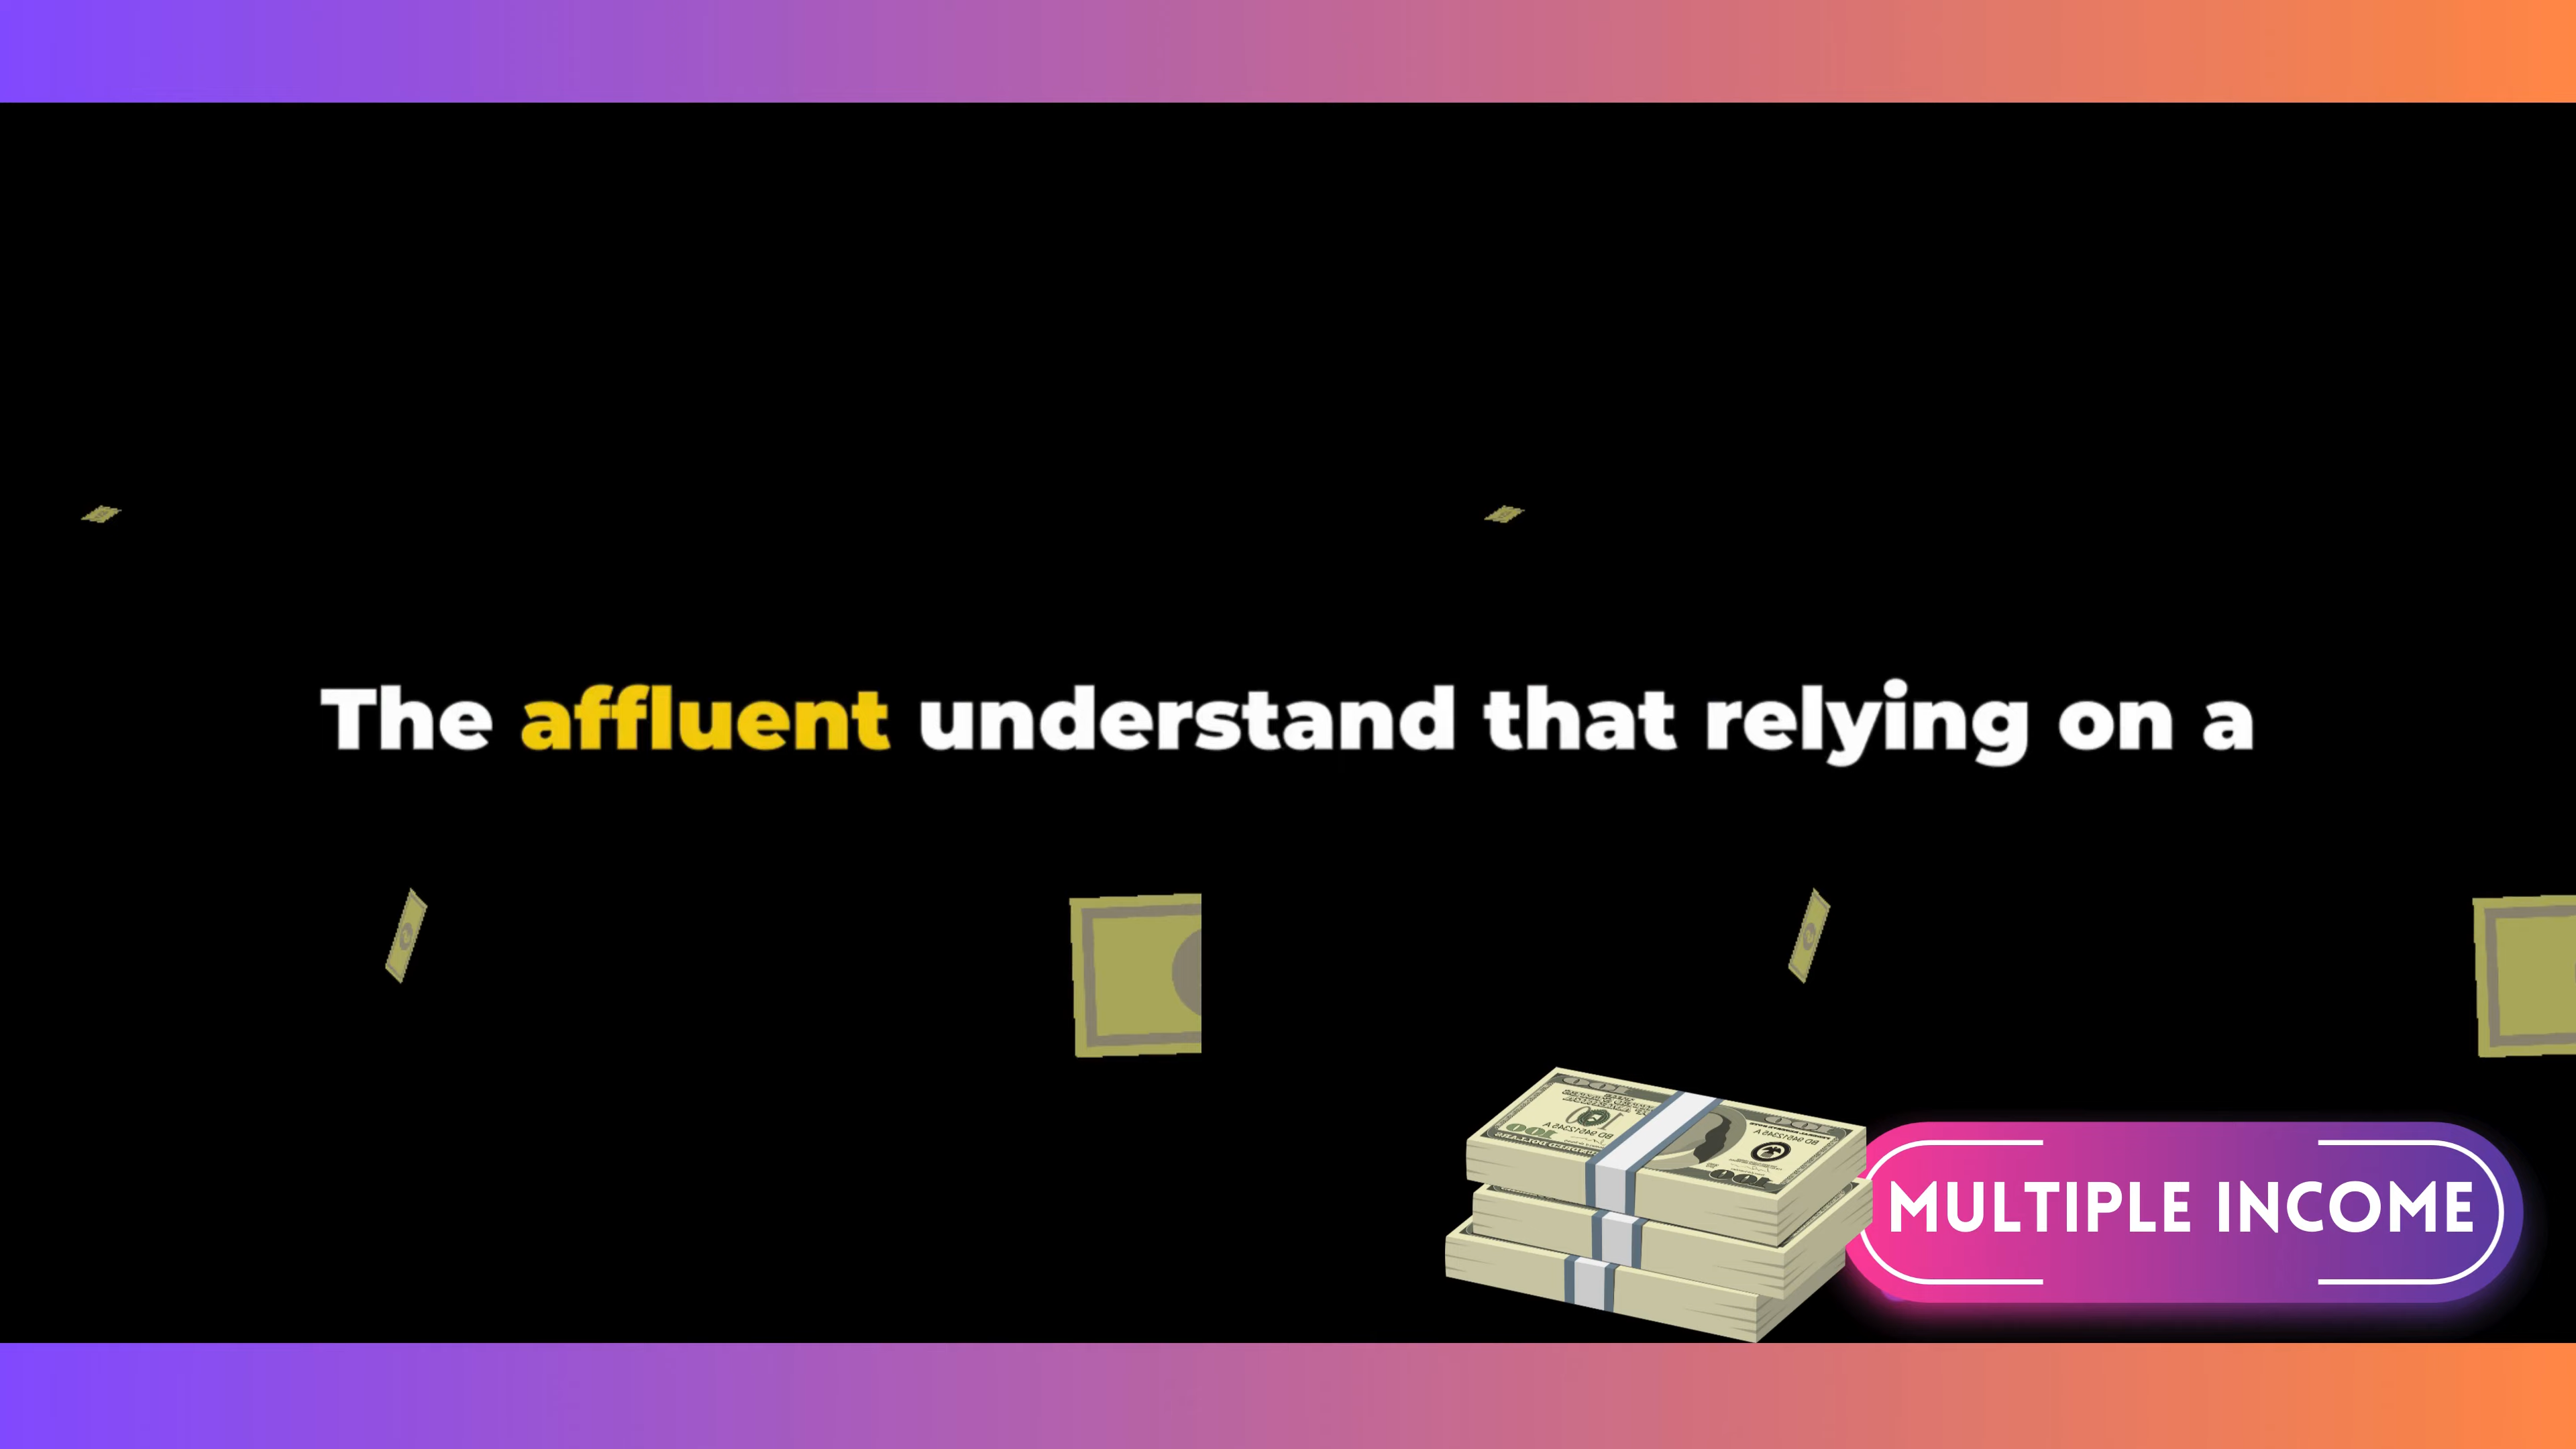 The affluent understand that relying on a
MULTIPLE INCOME